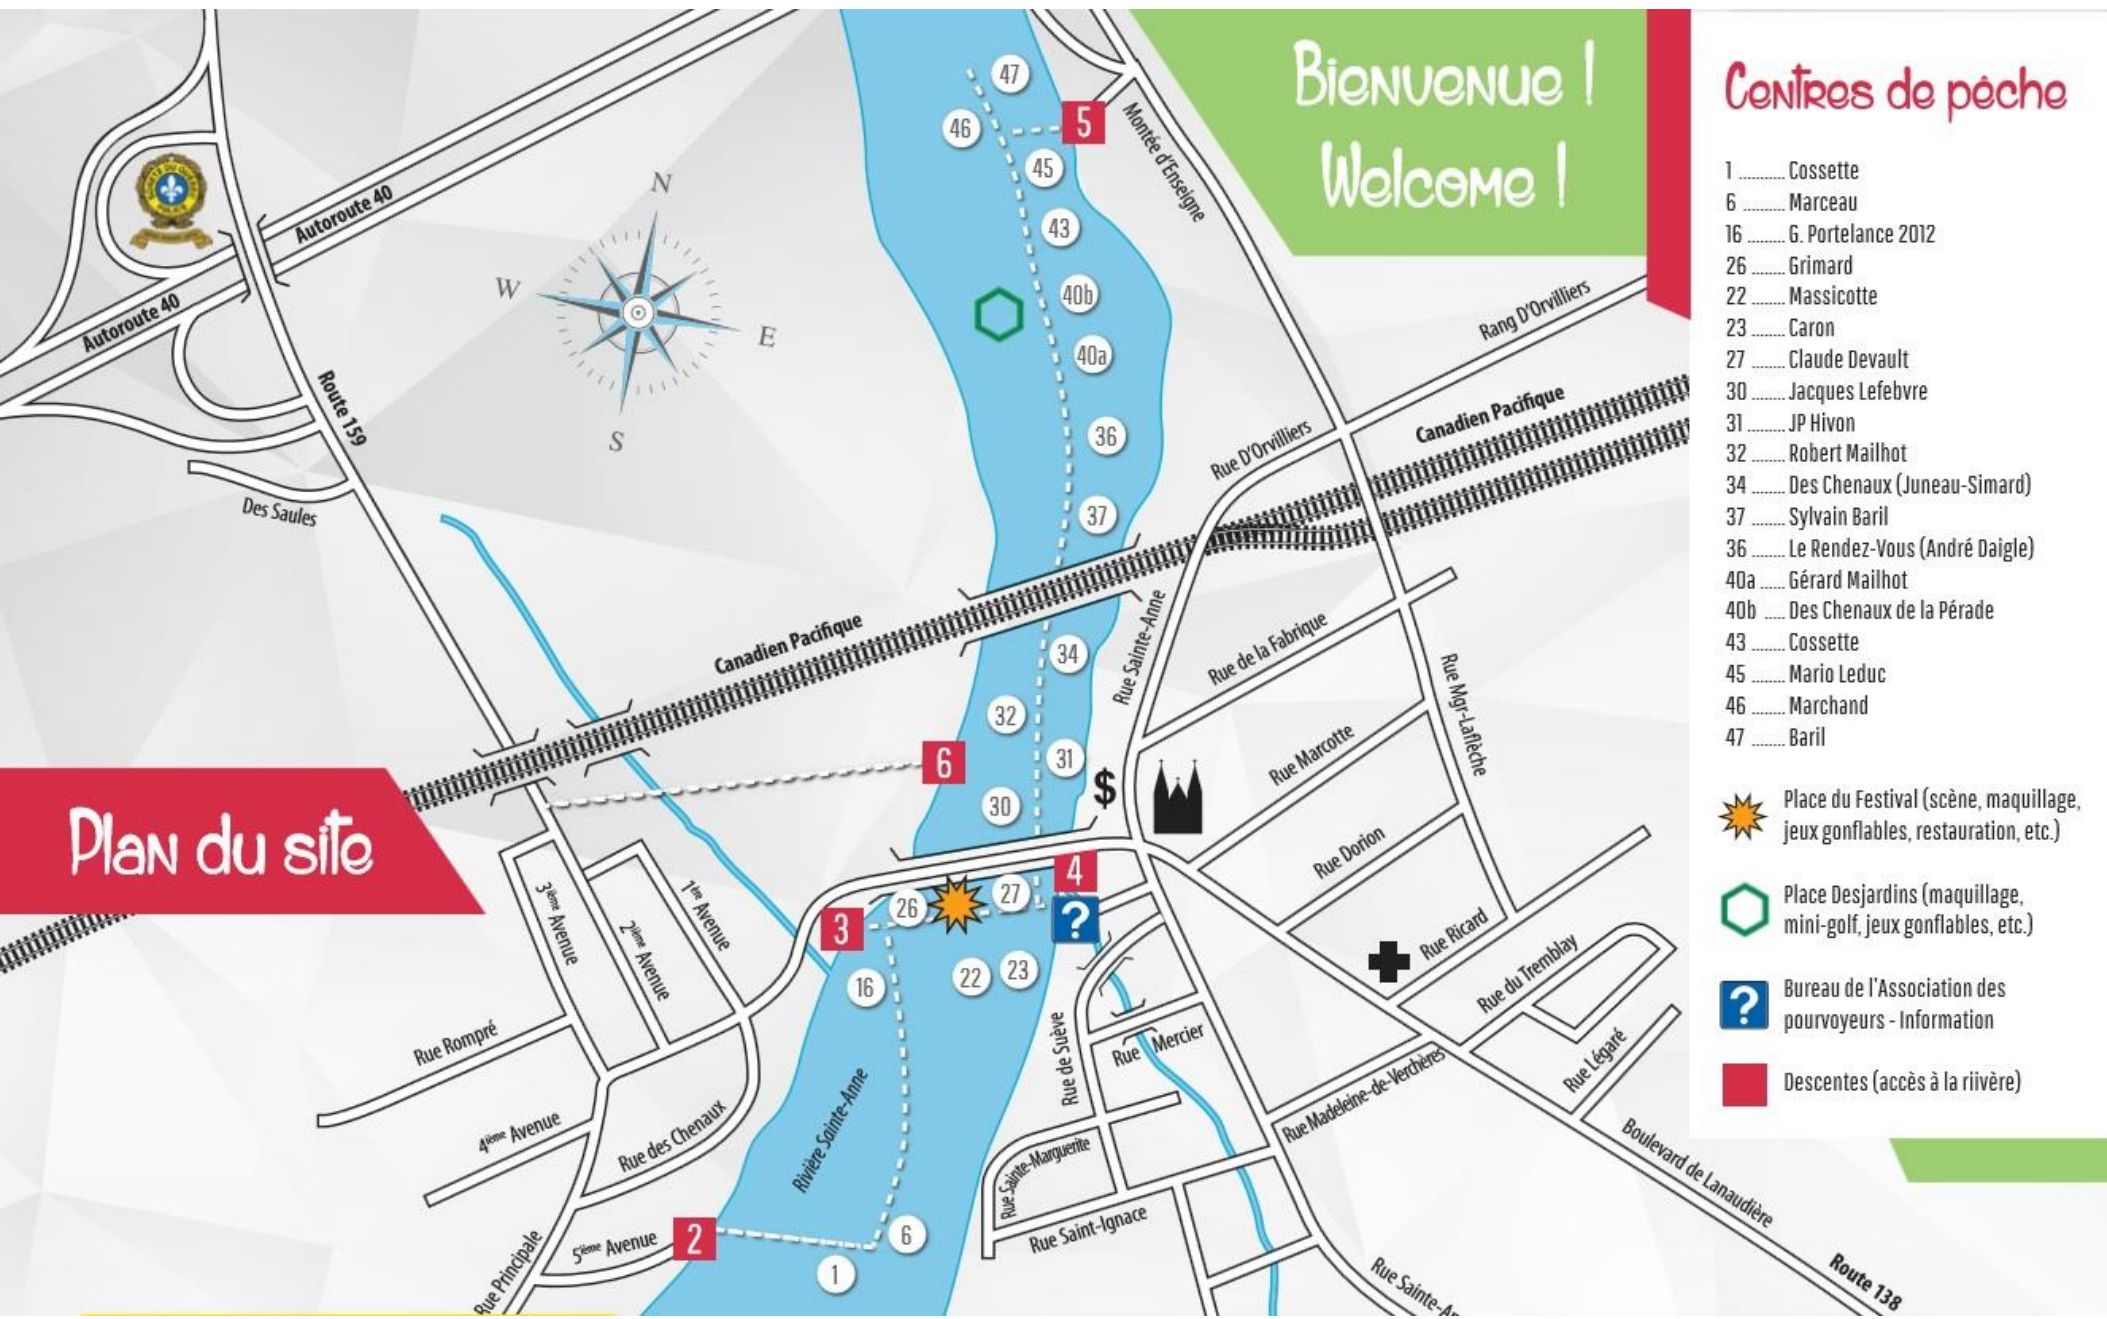 Bienvenue !
Welcome !
Plan du site
Centres de pêche
1 .......... Cossette
6 ......... Marceau
16 ........ G. Portelance 2012
26 ........ Grimard
22 ........ Massicotte
23 ........ Caron
27 ........ Claude Devault
30 ........ Jacques Lefebvre
31 ......... JP Hivon
32 ........ Robert Mailhot
34 ........ Des Chenaux (Juneau-Simard)
37 ........ Sylvain Baril
36 ........ Le Rendez-Vous (André Daigle)
40a ...... Gérard Mailhot
40b ..... Des Chenaux de la Pérade
43 ........ Cossette
45 ........ Mario Leduc
46 ........ Marchand
47 ........ Baril
Place du Festival (scène, maquillage,
jeux gonflables, restauration, etc.)
Place Desjardins (maquillage,
mini-golf, jeux gonflables, etc.)
?
Bureau de l'Association des
pourvoyeurs - Information
Descentes (accès à la riivère)
N
W
E
S
Autoroute 40
Autoroute 40
Route 159
Des Saules
Montée d'Enseigne
Rang D'Orvilliers
Rue D'Orvilliers
Canadien Pacifique
Canadien Pacifique
Rue Sainte-Anne
Rue de la Fabrique
Rue Mgr-Laflèche
Rue Marcotte
Rue Dorion
Rue Ricard
Rue du Tremblay
Rue Légaré
Rue Madeleine-de-Verchères
Boulevard de Lanaudière
Route 138
Rue Mercier
Rue de Suève
Rue Sainte-Marguerite
Rue Saint-Ignace
Rivière Sainte-Anne
3ième Avenue
2ième Avenue
1ère Avenue
Rue Rompré
4ième Avenue
Rue des Chenaux
5ième Avenue
Rue Principale
47
46
5
45
43
40b
40a
36
37
34
32
31
6
30
$
4
27
26
3
?
16
22
23
2
6
1